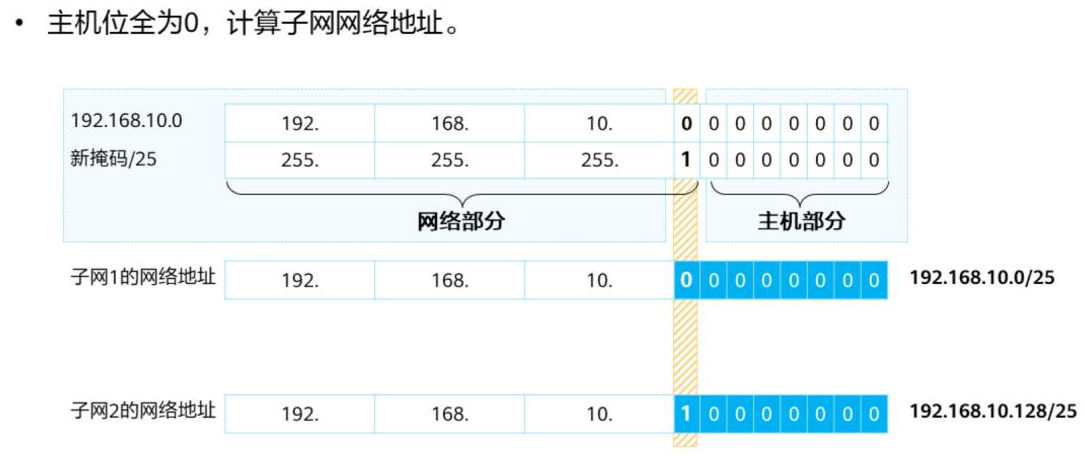 • 主机位全为0，计算子网网络地址。
192.168.10.0 192. 168. 10. 0 0 0 0 0 0 0 0
新掩码/25 255. 255. 255. 1 0 0 0 0 0 0 0
网络部分 主机部分
子网1的网络地址 192. 168. 10. 0 0 0 0 0 0 0 0 192.168.10.0/25
子网2的网络地址 192. 168. 10. 1 0 0 0 0 0 0 0 192.168.10.128/25